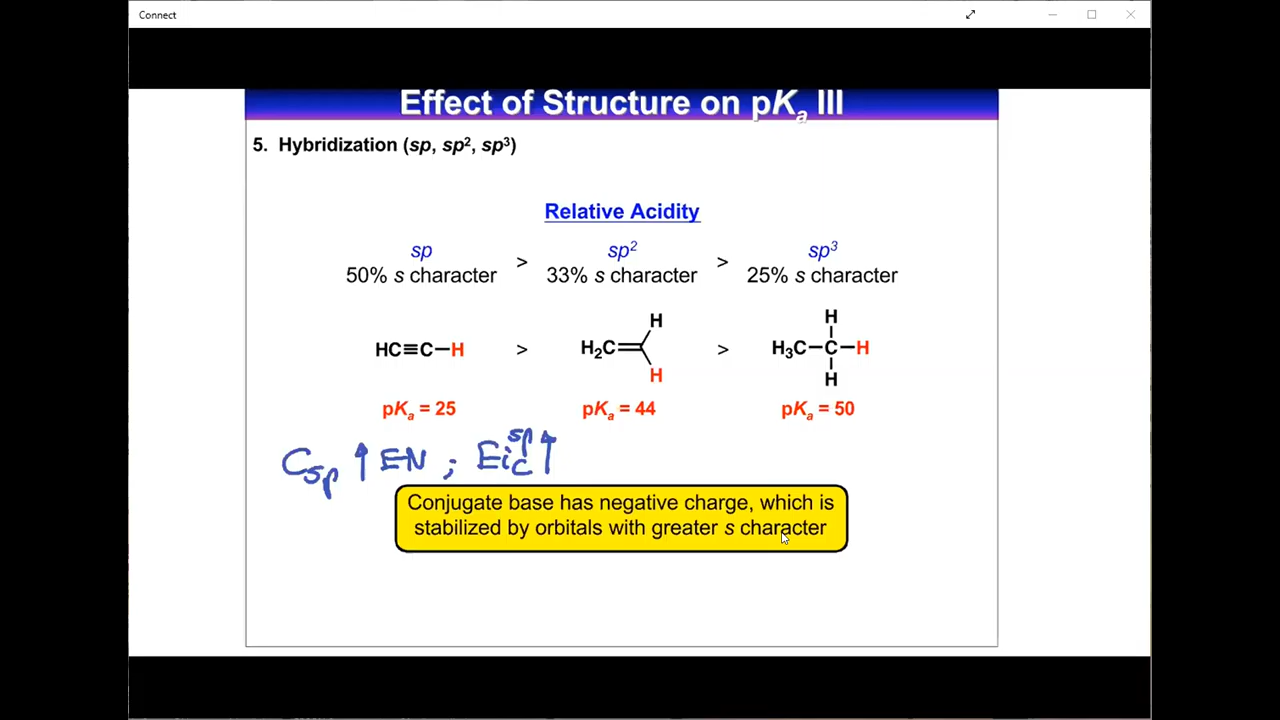 Connect
Effect of Structure on pKa III
5. Hybridization (sp, sp², sp³)
Relative Acidity
sp > sp² > sp³
50% s character 33% s character 25% s character
HC≡C–H > H₂C= H H > H₃C–C–H H H
pKa = 25 pKa = 44 pKa = 50
Csp ↑ EN ; EiC sp ↑
Conjugate base has negative charge, which is
stabilized by orbitals with greater s character